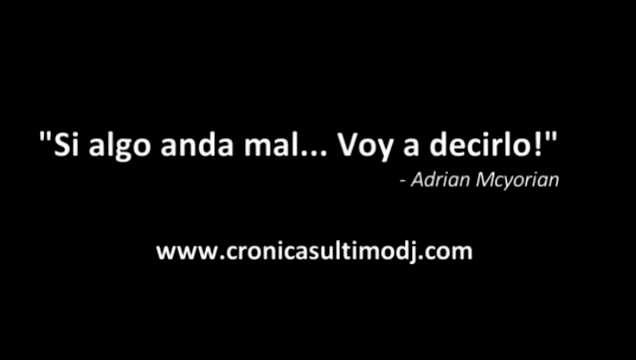 "Si algo anda mal... Voy a decirlo!"
- Adrian Mcyorian
www.cronicasultimodj.com